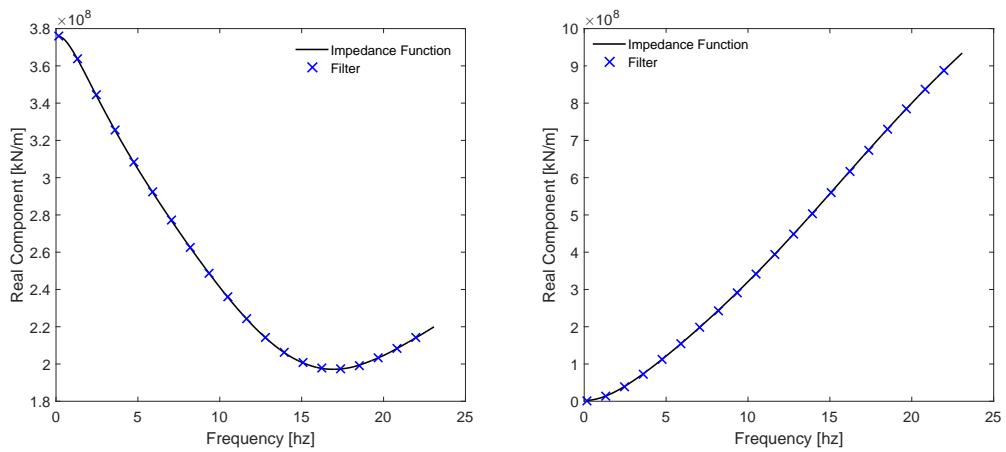 ×10^8
3.8
3.6
3.4
3.2
3
2.8
2.6
2.4
2.2
2
1.8
Real Component [kN/m]
Impedance Function
Filter
0 5 10 15 20 25
Frequency [hz]
×10^8
10
9
8
7
6
5
4
3
2
1
0
Real Component [kN/m]
Impedance Function
Filter
0 5 10 15 20 25
Frequency [hz]